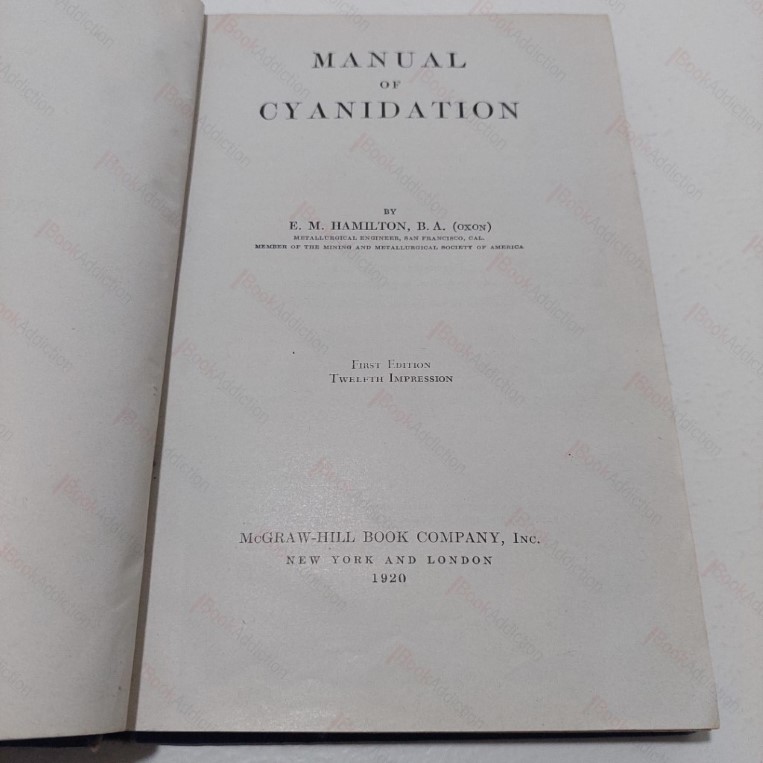 MANUAL
OF
CYANIDATION
BY
E. M. HAMILTON, B. A. (OXON)
METALLURGICAL ENGINEER, SAN FRANCISCO, CAL.
MEMBER OF THE MINING AND METALLURGICAL SOCIETY OF AMERICA
FIRST EDITION
TWELFTH IMPRESSION
McGRAW-HILL BOOK COMPANY, INC.
NEW YORK AND LONDON
1920
iBookAddiction